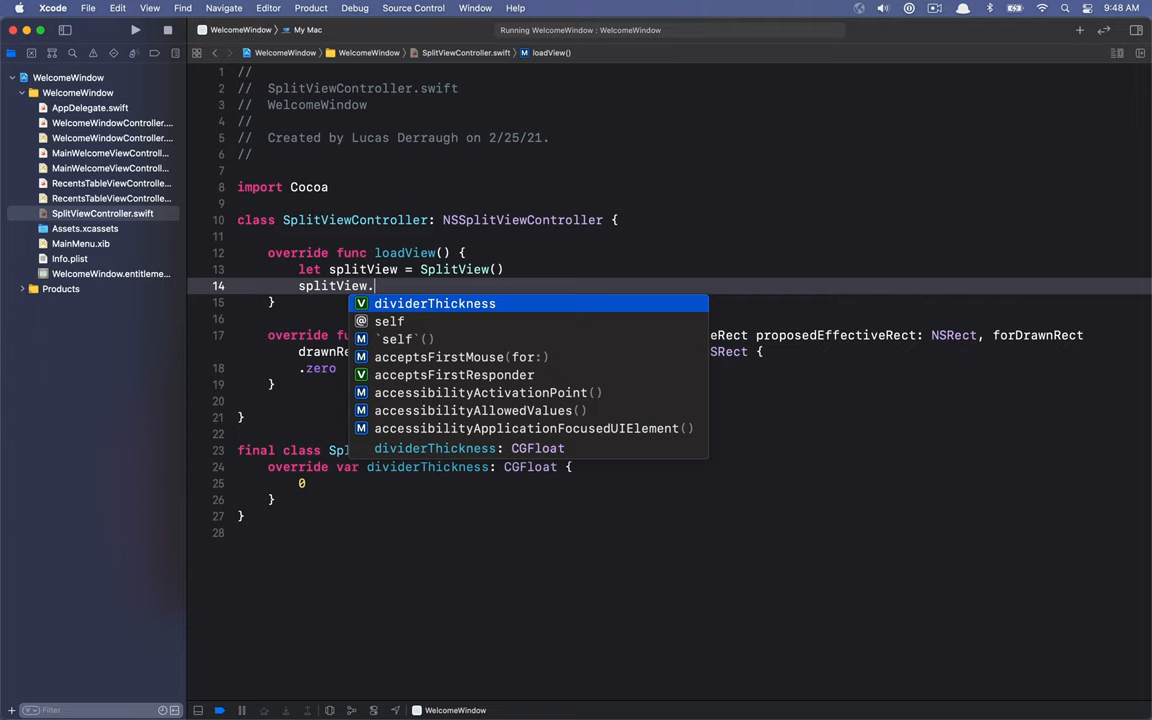 Xcode File Edit View Find Navigate Editor Product Debug Source Control Window Help 9:48 AM
WelcomeWindow My Mac Running WelcomeWindow : WelcomeWindow
WelcomeWindow WelcomeWindow SplitViewController.swift M loadView()
WelcomeWindow
WelcomeWindow
AppDelegate.swift
WelcomeWindowController....
WelcomeWindowController....
MainWelcomeViewControll...
MainWelcomeViewControll...
RecentsTableViewControlle...
RecentsTableViewControlle...
SplitViewController.swift
Assets.xcassets
MainMenu.xib
Info.plist
WelcomeWindow.entitleme...
Products
1 //
2 // SplitViewController.swift
3 // WelcomeWindow
4 //
5 // Created by Lucas Derraugh on 2/25/21.
6 //
7
8 import Cocoa
9
10 class SplitViewController: NSSplitViewController {
11
12 override func loadView() {
13 let splitView = SplitView()
14 splitView.
15 }
16
17 override fu eRect proposedEffectiveRect: NSRect, forDrawnRect
drawnRe SRect {
18 .zero
19 }
20
21 }
22
23 final class Spl
24 override var dividerThickness: CGFloat {
25 0
26 }
27 }
28
V dividerThickness
@ self
M `self`()
M acceptsFirstMouse(for:)
V acceptsFirstResponder
M accessibilityActivationPoint()
M accessibilityAllowedValues()
M accessibilityApplicationFocusedUIElement()
dividerThickness: CGFloat
Filter
WelcomeWindow